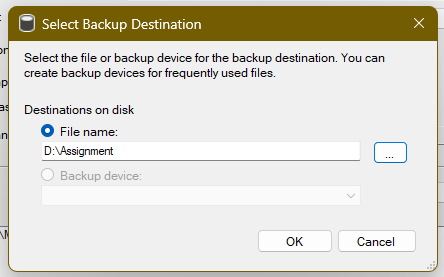 Select Backup Destination
Select the file or backup device for the backup destination. You can
create backup devices for frequently used files.
Destinations on disk
File name:
D:\Assignment
...
Backup device:
OK
Cancel